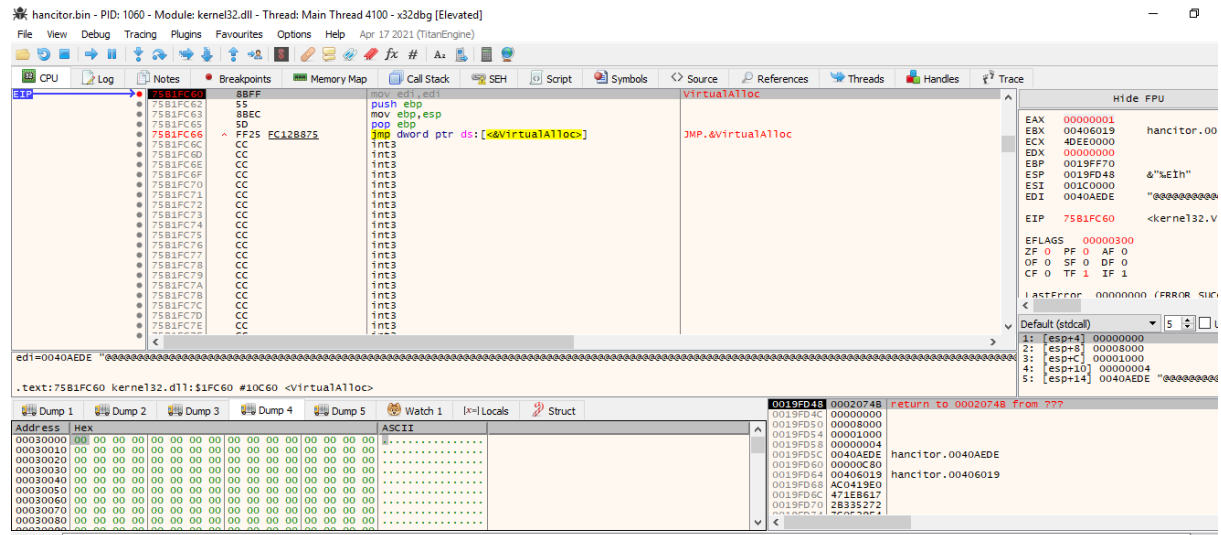 hancitor.bin - PID: 1060 - Module: kernel32.dll - Thread: Main Thread 4100 - x32dbg [Elevated]
File View Debug Tracing Plugins Favourites Options Help Apr 17 2021 (TitanEngine)
CPU Log Notes Breakpoints Memory Map Call Stack SEH Script Symbols Source References Threads Handles Trace
EIP 75B1FC60 8BFF mov edi,edi VirtualAlloc
75B1FC62 55 push ebp
75B1FC63 8BEC mov ebp,esp
75B1FC65 5D pop ebp
75B1FC66 FF25 FC12B875 jmp dword ptr ds:[<&VirtualAlloc>] JMP.&VirtualAlloc
75B1FC6C CC int3
75B1FC6D CC int3
75B1FC6E CC int3
75B1FC6F CC int3
75B1FC70 CC int3
75B1FC71 CC int3
75B1FC72 CC int3
75B1FC73 CC int3
75B1FC74 CC int3
75B1FC75 CC int3
75B1FC76 CC int3
75B1FC77 CC int3
75B1FC78 CC int3
75B1FC79 CC int3
75B1FC7A CC int3
75B1FC7B CC int3
75B1FC7C CC int3
75B1FC7D CC int3
75B1FC7E CC int3
Hide FPU
EAX 00000001
EBX 00406019 hancitor.00
ECX 4DEE0000
EDX 00000000
EBP 0019FF70
ESP 0019FD48 &"%EÌh"
ESI 001C0000
EDI 0040AEDE "@@@@@@@@@@
EIP 75B1FC60 <kernel32.V
EFLAGS 00000300
ZF 0 PF 0 AF 0
OF 0 SF 0 DF 0
CF 0 TF 1 IF 1
LastError 00000000 (ERROR_SUC
Default (stdcall) 5
1: [esp+4] 00000000
2: [esp+8] 00008000
3: [esp+C] 00001000
4: [esp+10] 00000004
5: [esp+14] 0040AEDE "@@@@@@@@
edi=0040AEDE
.text:75B1FC60 kernel32.dll:$1FC60 #10C60 <VirtualAlloc>
Dump 1 Dump 2 Dump 3 Dump 4 Dump 5 Watch 1 [x=] Locals Struct
Address Hex ASCII
00030000 00 00 00 00 00 00 00 00 00 00 00 00 00 00 00 00 ................
00030010 00 00 00 00 00 00 00 00 00 00 00 00 00 00 00 00 ................
00030020 00 00 00 00 00 00 00 00 00 00 00 00 00 00 00 00 ................
00030030 00 00 00 00 00 00 00 00 00 00 00 00 00 00 00 00 ................
00030040 00 00 00 00 00 00 00 00 00 00 00 00 00 00 00 00 ................
00030050 00 00 00 00 00 00 00 00 00 00 00 00 00 00 00 00 ................
00030060 00 00 00 00 00 00 00 00 00 00 00 00 00 00 00 00 ................
00030070 00 00 00 00 00 00 00 00 00 00 00 00 00 00 00 00 ................
00030080 00 00 00 00 00 00 00 00 00 00 00 00 00 00 00 00 ................
0019FD48 0002074B return to 0002074B from ???
0019FD4C 00000000
0019FD50 00008000
0019FD54 00001000
0019FD58 00000004
0019FD5C 0040AEDE hancitor.0040AEDE
0019FD60 00000C80
0019FD64 00406019 hancitor.00406019
0019FD68 AC0419E0
0019FD6C 471EB617
0019FD70 2B335272